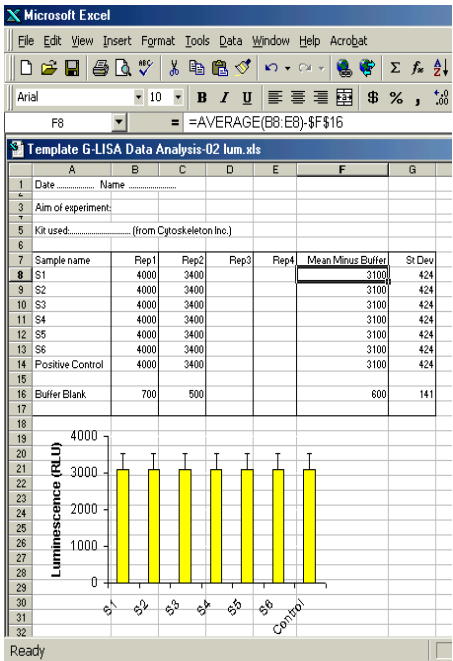 Microsoft Excel
File Edit View Insert Format Tools Data Window Help Acrobat
Σ fx
Arial 10 B I U $ % ,
F8 = =AVERAGE(B8:E8)-$F$16
Template G-LISA Data Analysis-02 lum.xls
A B C D E F G
1 Date .................. Name .......................
3 Aim of experiment:
5 Kit used:............................. (from Cytoskeleton Inc.)
6
7 Sample name Rep1 Rep2 Rep3 Rep4 Mean Minus Buffer St Dev
8 S1 4000 3400 3100 424
9 S2 4000 3400 3100 424
10 S3 4000 3400 3100 424
11 S4 4000 3400 3100 424
12 S5 4000 3400 3100 424
13 S6 4000 3400 3100 424
14 Positive Control 4000 3400 3100 424
15
16 Buffer Blank 700 500 600 141
17
18
19
20
21
22
23
24
25
26
27
28
29
30
31
32
Luminescence (RLU)
4000
3000
2000
1000
0
S1 S2 S3 S4 S5 S6 Control
Ready